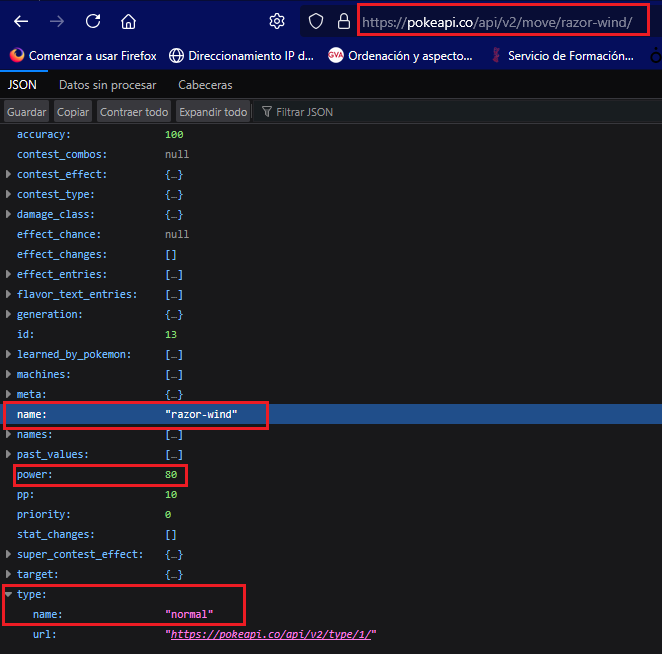 https://pokeapi.co/api/v2/move/razor-wind/
Comenzar a usar Firefox Direccionamiento IP d... GVA Ordenación y aspecto... Servicio de Formación...
JSON Datos sin procesar Cabeceras
Guardar Copiar Contraer todo Expandir todo Filtrar JSON
accuracy: 100
contest_combos: null
contest_effect: {…}
contest_type: {…}
damage_class: {…}
effect_chance: null
effect_changes: []
effect_entries: […]
flavor_text_entries: […]
generation: {…}
id: 13
learned_by_pokemon: […]
machines: […]
meta: {…}
name: "razor-wind"
names: […]
past_values: […]
power: 80
pp: 10
priority: 0
stat_changes: []
super_contest_effect: {…}
target: {…}
type:
name: "normal"
url: "https://pokeapi.co/api/v2/type/1/"